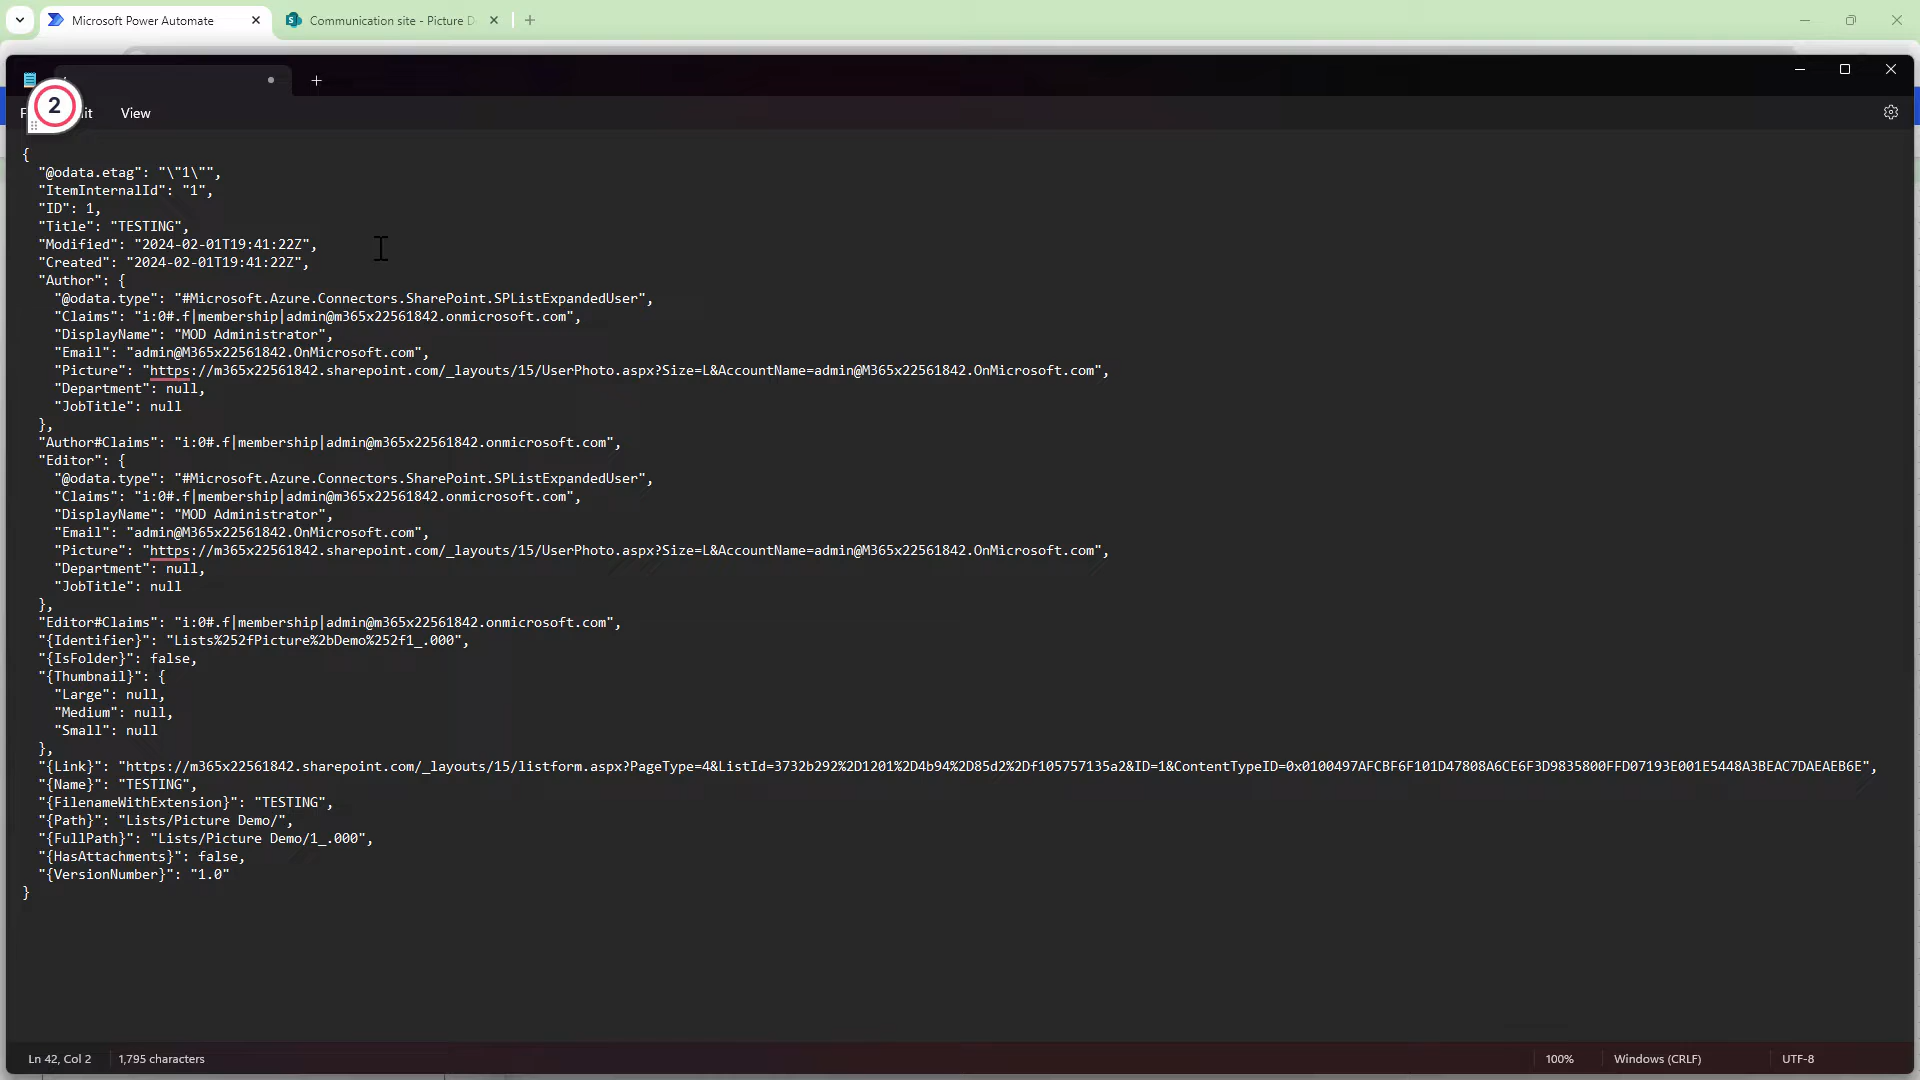 Microsoft Power Automate
Communication site - Picture D
2
it
View
{
"@odata.etag": "\"1\"",
"ItemInternalId": "1",
"ID": 1,
"Title": "TESTING",
"Modified": "2024-02-01T19:41:22Z",
"Created": "2024-02-01T19:41:22Z",
"Author": {
"@odata.type": "#Microsoft.Azure.Connectors.SharePoint.SPListExpandedUser",
"Claims": "i:0#.f|membership|admin@m365x22561842.onmicrosoft.com",
"DisplayName": "MOD Administrator",
"Email": "admin@M365x22561842.OnMicrosoft.com",
"Picture": "https://m365x22561842.sharepoint.com/_layouts/15/UserPhoto.aspx?Size=L&AccountName=admin@M365x22561842.OnMicrosoft.com",
"Department": null,
"JobTitle": null
},
"Author#Claims": "i:0#.f|membership|admin@m365x22561842.onmicrosoft.com",
"Editor": {
"@odata.type": "#Microsoft.Azure.Connectors.SharePoint.SPListExpandedUser",
"Claims": "i:0#.f|membership|admin@m365x22561842.onmicrosoft.com",
"DisplayName": "MOD Administrator",
"Email": "admin@M365x22561842.OnMicrosoft.com",
"Picture": "https://m365x22561842.sharepoint.com/_layouts/15/UserPhoto.aspx?Size=L&AccountName=admin@M365x22561842.OnMicrosoft.com",
"Department": null,
"JobTitle": null
},
"Editor#Claims": "i:0#.f|membership|admin@m365x22561842.onmicrosoft.com",
"{Identifier}": "Lists%252fPicture%2bDemo%252f1_.000",
"{IsFolder}": false,
"{Thumbnail}": {
"Large": null,
"Medium": null,
"Small": null
},
"{Link}": "https://m365x22561842.sharepoint.com/_layouts/15/listform.aspx?PageType=4&ListId=3732b292%2D1201%2D4b94%2D85d2%2Df105757135a2&ID=1&ContentTypeID=0x0100497AFCBF6F101D47808A6CE6F3D9835800FFD07193E001E5448A3BEAC7DAEAEB6E",
"{Name}": "TESTING",
"{FilenameWithExtension}": "TESTING",
"{Path}": "Lists/Picture Demo/",
"{FullPath}": "Lists/Picture Demo/1_.000",
"{HasAttachments}": false,
"{VersionNumber}": "1.0"
}
Ln 42, Col 2
1,795 characters
100%
Windows (CRLF)
UTF-8